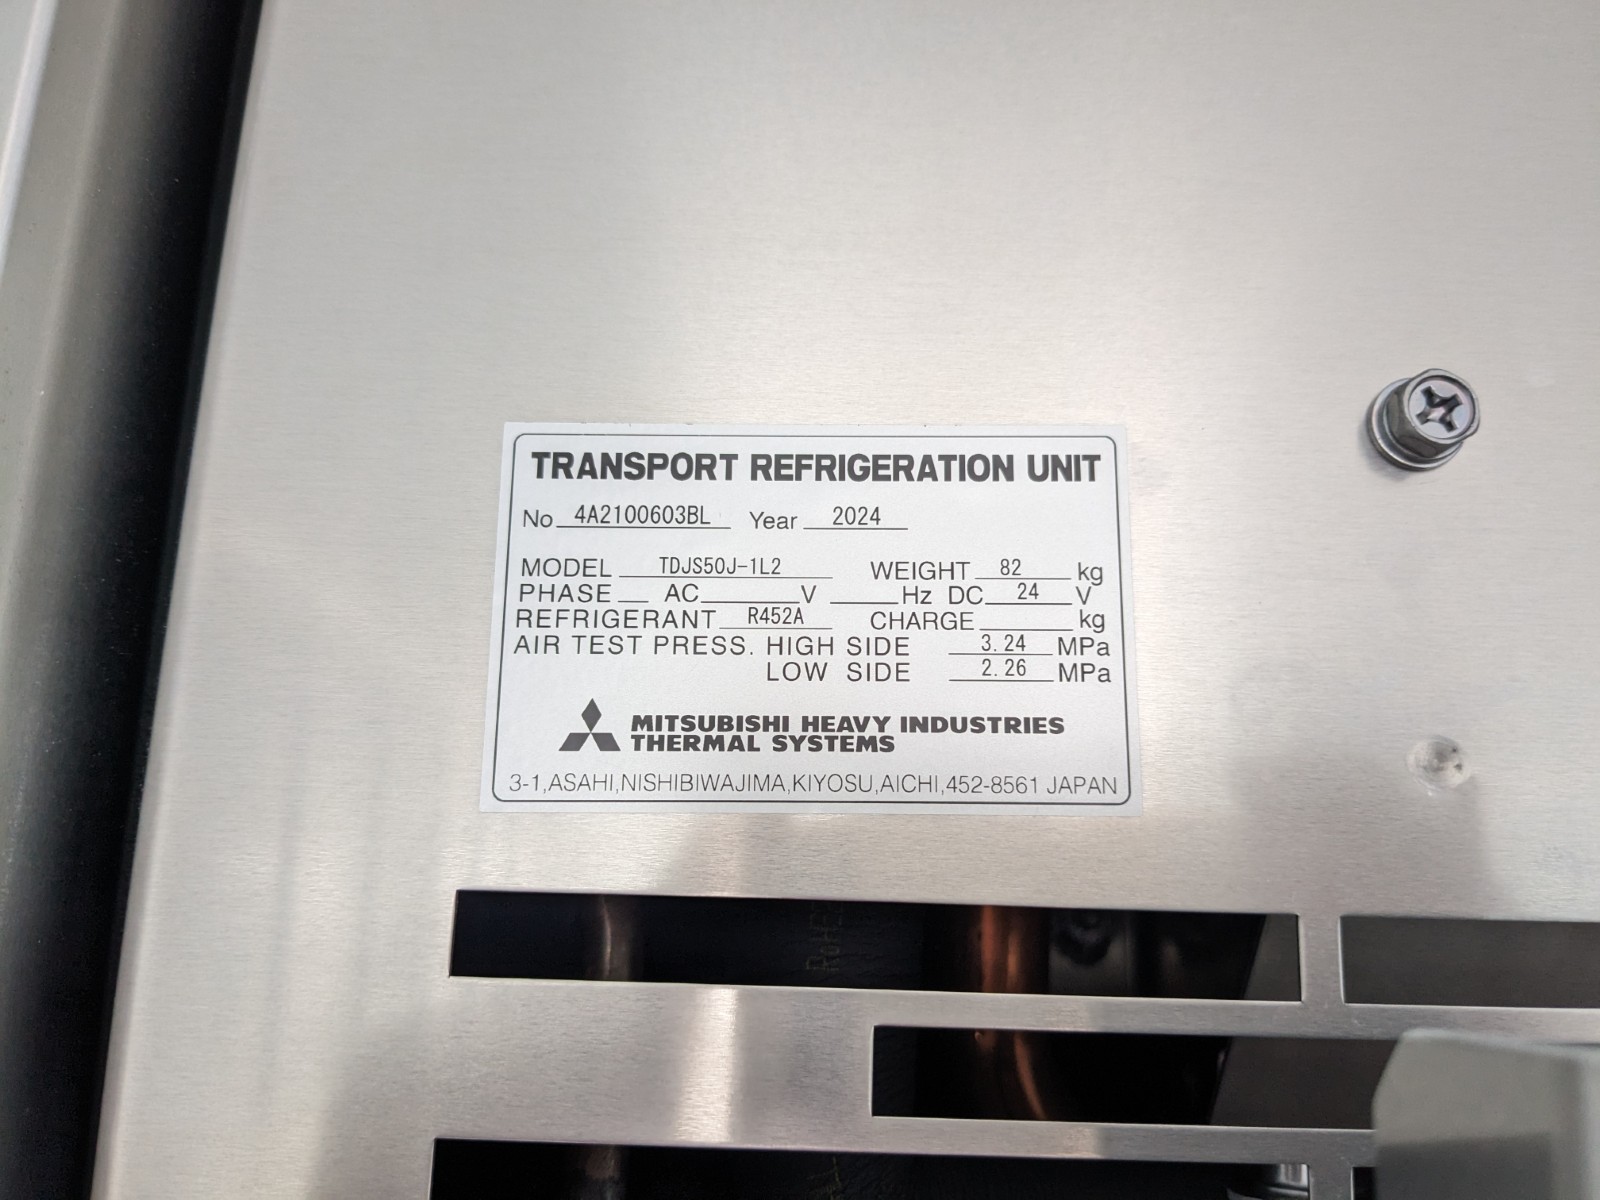 TRANSPORT REFRIGERATION UNIT
No 4A2100603BL Year 2024
MODEL TDJS50J-1L2 WEIGHT 82 kg
PHASE AC V Hz DC 24 V
REFRIGERANT R452A CHARGE kg
AIR TEST PRESS. HIGH SIDE 3.24 MPa
LOW SIDE 2.26 MPa
MITSUBISHI HEAVY INDUSTRIES
THERMAL SYSTEMS
3-1,ASAHI,NISHIBIWAJIMA,KIYOSU,AICHI,452-8561 JAPAN
RoHS